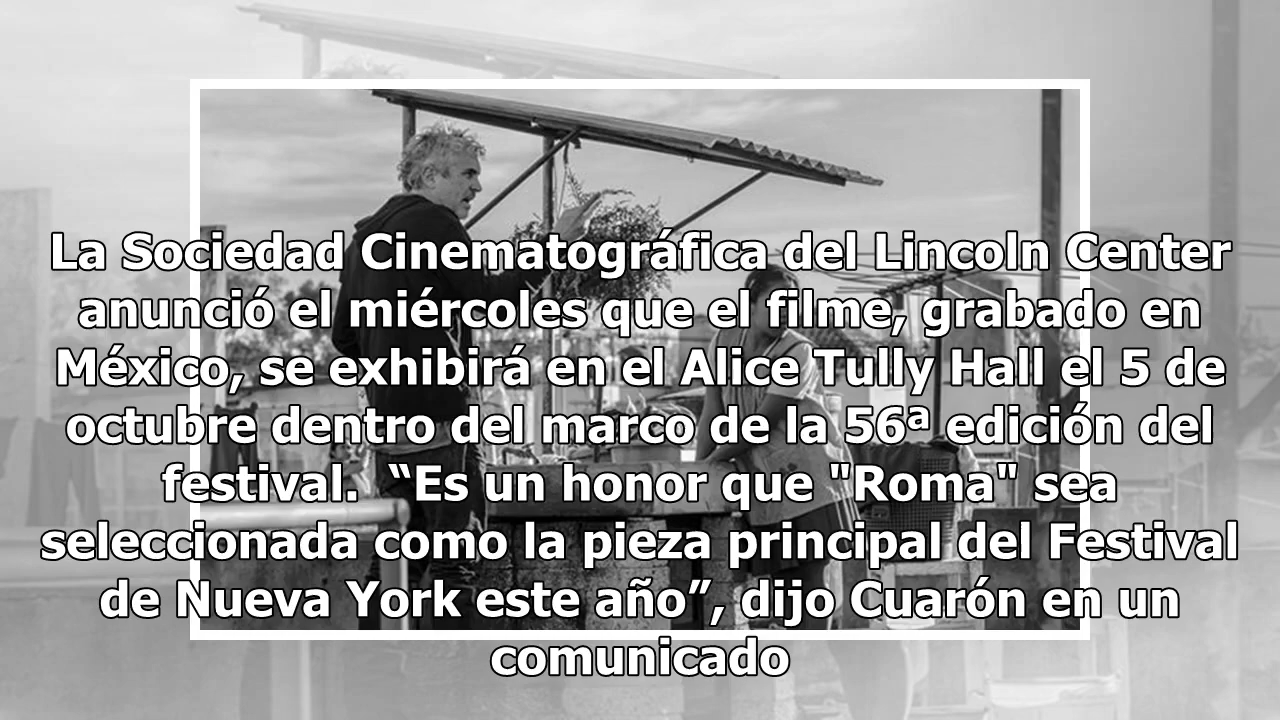 La Sociedad Cinematográfica del Lincoln Center
anunció el miércoles que el filme, grabado en
México, se exhibirá en el Alice Tully Hall el 5 de
octubre dentro del marco de la 56ª edición del
festival.  “Es un honor que "Roma" sea
seleccionada como la pieza principal del Festival
de Nueva York este año”, dijo Cuarón en un
comunicado